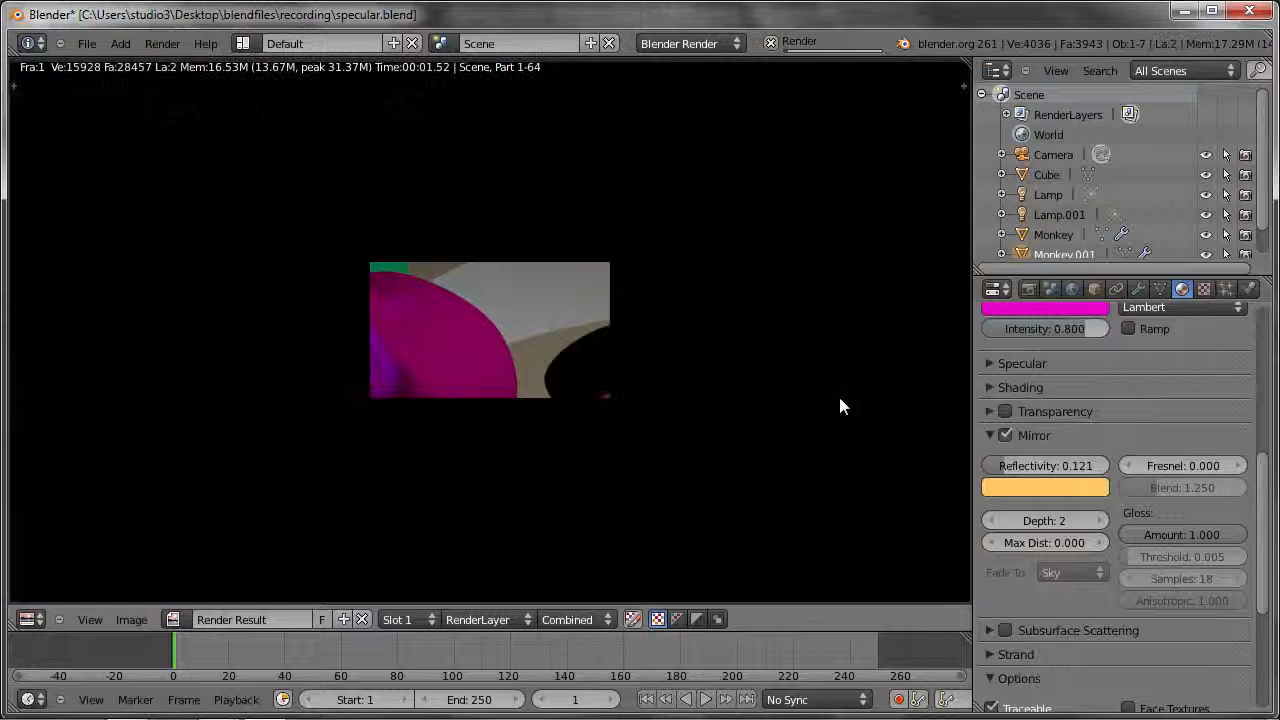 Blender* [C:\Users\studio3\Desktop\blendfiles\recording\specular.blend]
File Add Render Help Default Scene Blender Render Render blender.org 261 | Ve:4036 | Fa:3943 | Ob:1-7 | La:2 | Mem:17.29M (14
Fra:1 Ve:15928 Fa:28457 La:2 Mem:16.53M (13.67M, peak 31.37M) Time:00:01.52 | Scene, Part 1-64
View Search All Scenes
Scene
RenderLayers
World
Camera
Cube
Lamp
Lamp.001
Monkey
Monkey.001
Lambert
Intensity: 0.800 Ramp
Specular
Shading
Transparency
Mirror
Reflectivity: 0.121 Fresnel: 0.000
Blend: 1.250
Depth: 2 Gloss:
Max Dist: 0.000 Amount: 1.000
Threshold: 0.005
Fade To: Sky Samples: 18
Anisotropic: 1.000
Subsurface Scattering
Strand
Options
Traceable Face Textures
View Image Render Result F Slot 1 RenderLayer Combined
-40 -20 0 20 40 60 80 100 120 140 160 180 200 220 240 260
View Marker Frame Playback Start: 1 End: 250 1 No Sync